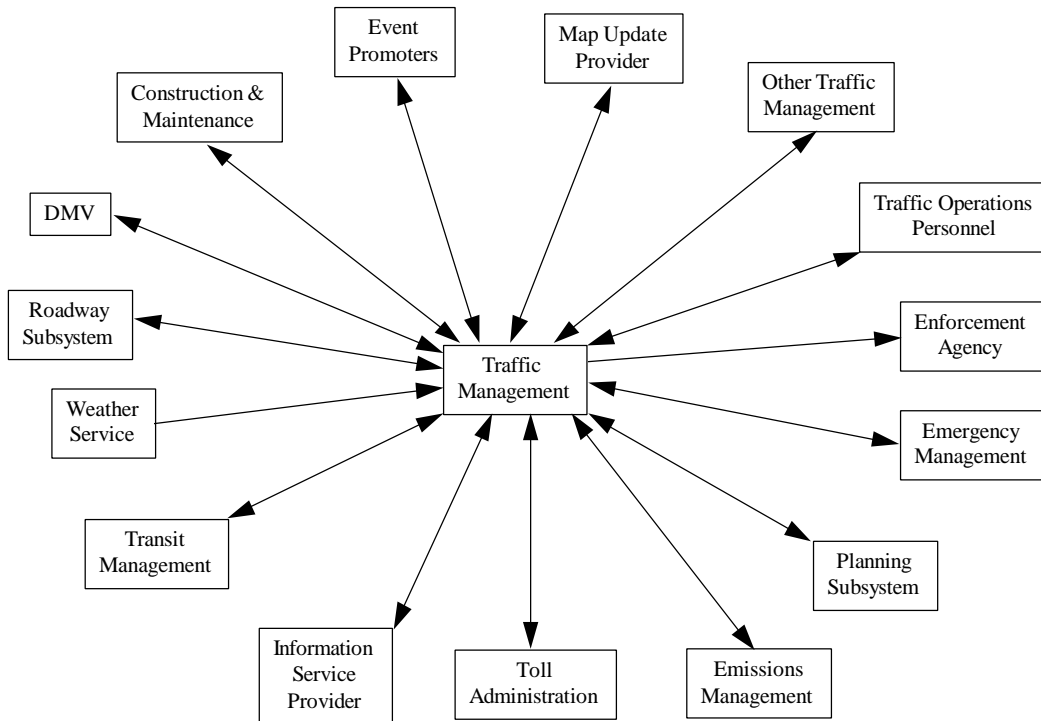 Event
Promoters
Map Update
Provider
Construction &
Maintenance
Other Traffic
Management
DMV
Traffic Operations
Personnel
Roadway
Subsystem
Enforcement
Agency
Traffic
Management
Weather
Service
Emergency
Management
Transit
Management
Planning
Subsystem
Information
Service
Provider
Toll
Administration
Emissions
Management